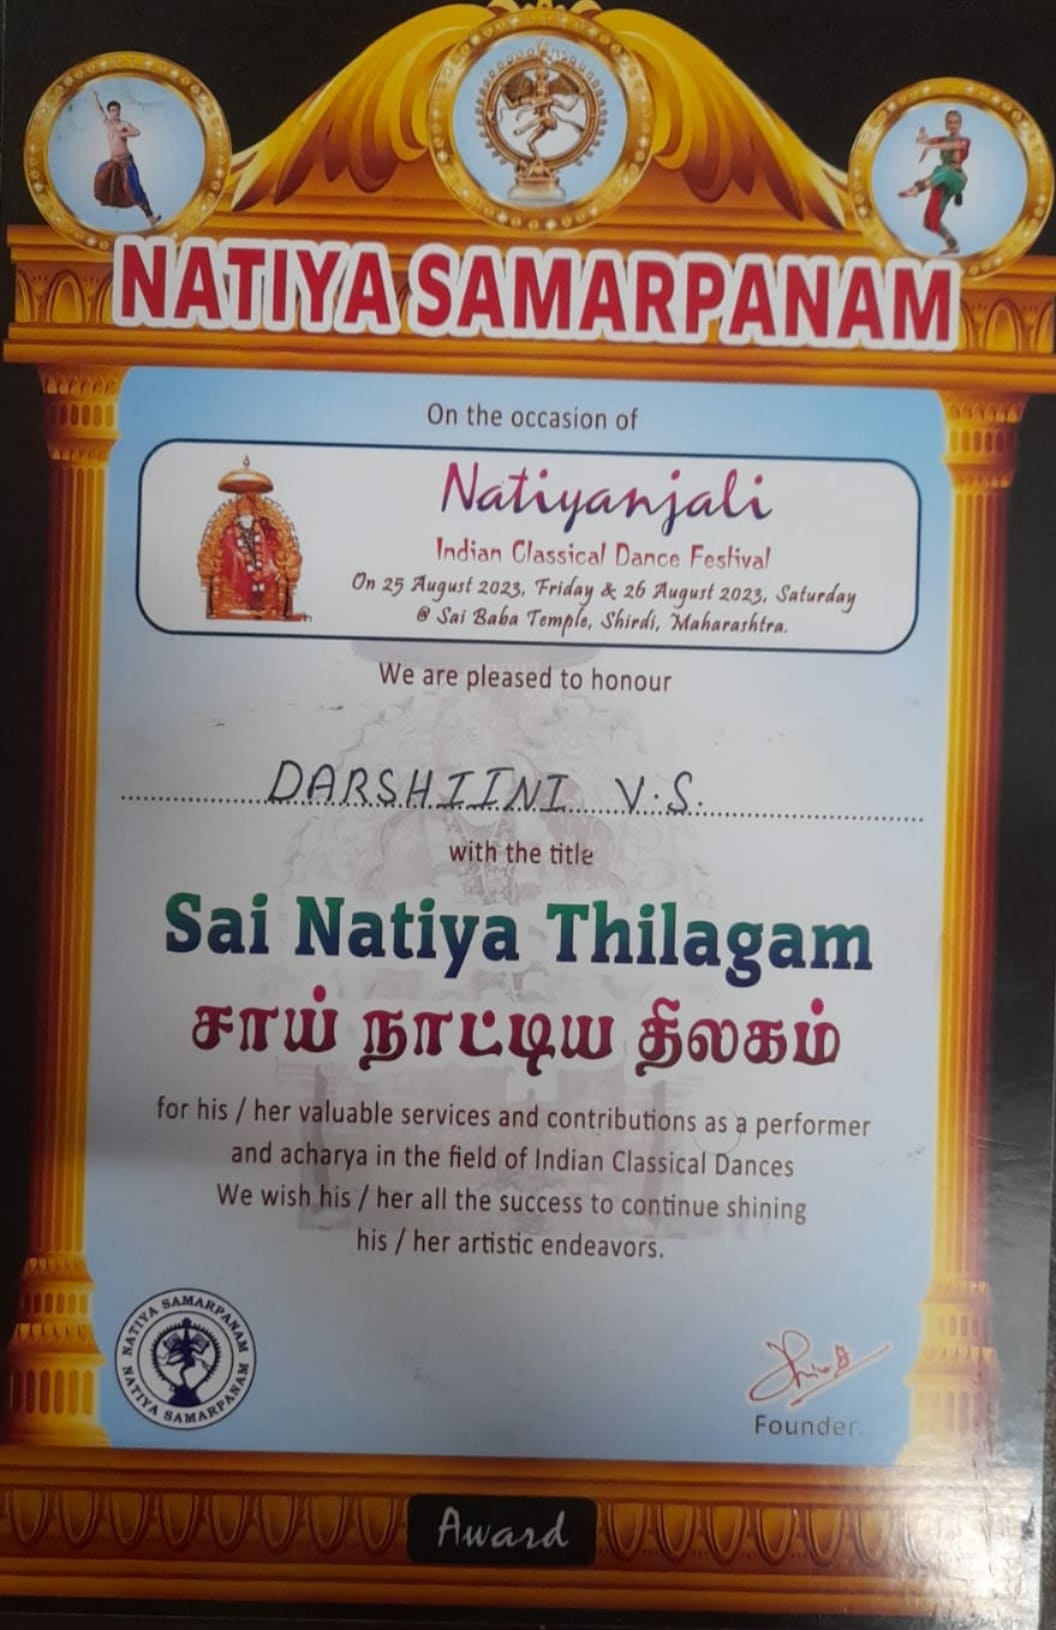 NATIYA SAMARPANAM
On the occasion of
Natiyanjali
Indian Classical Dance Festival
On 25 August 2023, Friday & 26 August 2023, Saturday
@ Sai Baba Temple, Shirdi, Maharashtra.
We are pleased to honour
DARSHIINI V.S.
with the title
Sai Natiya Thilagam
சாய் நாட்டிய திலகம்
for his / her valuable services and contributions as a performer
and acharya in the field of Indian Classical Dances
We wish his / her all the success to continue shining
his / her artistic endeavors.
NATIYA SAMARPANAM
NATIYA SAMARPANAM
Founder.
Award